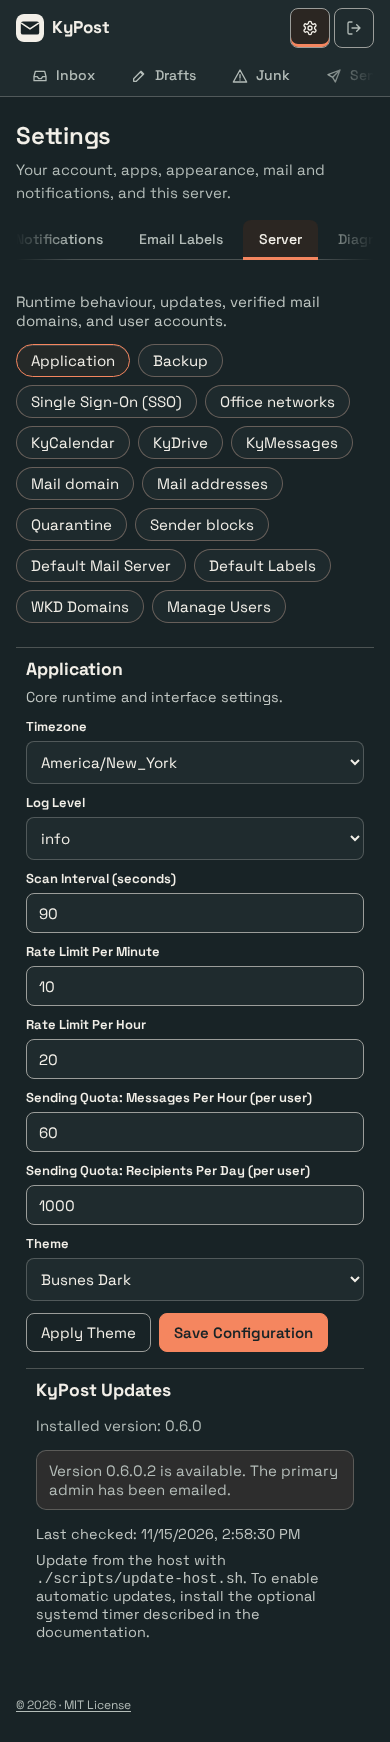 KyPost
Inbox Drafts Junk
Settings
Your account, apps, appearance, mail and
notifications, and this server.
Notifications Email Labels Server
Runtime behaviour, updates, verified mail
domains, and user accounts.
Application Backup
Single Sign-On (SSO) Office networks
KyCalendar KyDrive KyMessages
Mail domain Mail addresses
Quarantine Sender blocks
Default Mail Server Default Labels
WKD Domains Manage Users
Application
Core runtime and interface settings.
Timezone
America/New_York
Log Level
info
Scan Interval (seconds)
90
Rate Limit Per Minute
10
Rate Limit Per Hour
20
Sending Quota: Messages Per Hour (per user)
60
Sending Quota: Recipients Per Day (per user)
1000
Theme
Busnes Dark
Apply Theme Save Configuration
KyPost Updates
Installed version: 0.6.0
Version 0.6.0.2 is available. The primary
admin has been emailed.
Last checked: 11/15/2026, 2:58:30 PM
Update from the host with
./scripts/update-host.sh. To enable
automatic updates, install the optional
systemd timer described in the
documentation.
© 2026 · MIT License